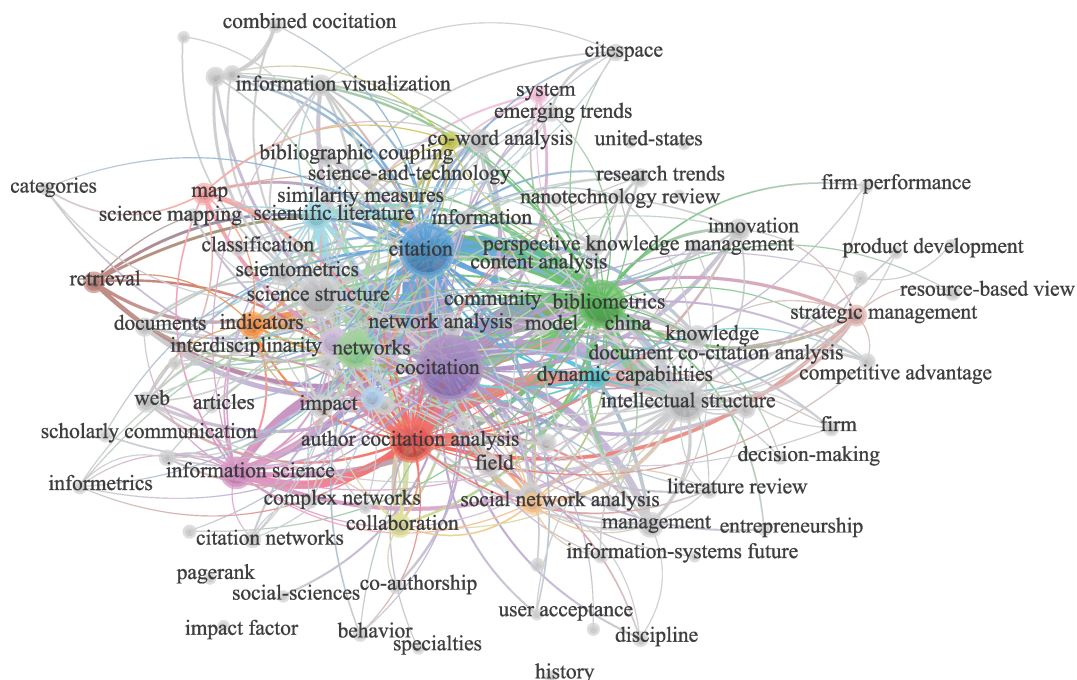 combined cocitation
citespace
information visualization
system
emerging trends
co-word analysis
united-states
bibliographic coupling
science-and-technology
research trends
categories
map
similarity measures
nanotechnology review
firm performance
science mapping
scientific literature
information
innovation
classification
citation
perspective knowledge management
product development
content analysis
scientometrics
retrieval
resource-based view
science structure
community
bibliometrics
strategic management
documents
indicators
network analysis
model
china
knowledge
interdisciplinarity
networks
document co-citation analysis
cocitation
dynamic capabilities
competitive advantage
web
articles
impact
intellectual structure
scholarly communication
author cocitation analysis
firm
information science
field
decision-making
informetrics
complex networks
social network analysis
literature review
collaboration
management
entrepreneurship
citation networks
information-systems future
pagerank
social-sciences
co-authorship
user acceptance
impact factor
behavior
specialties
discipline
history